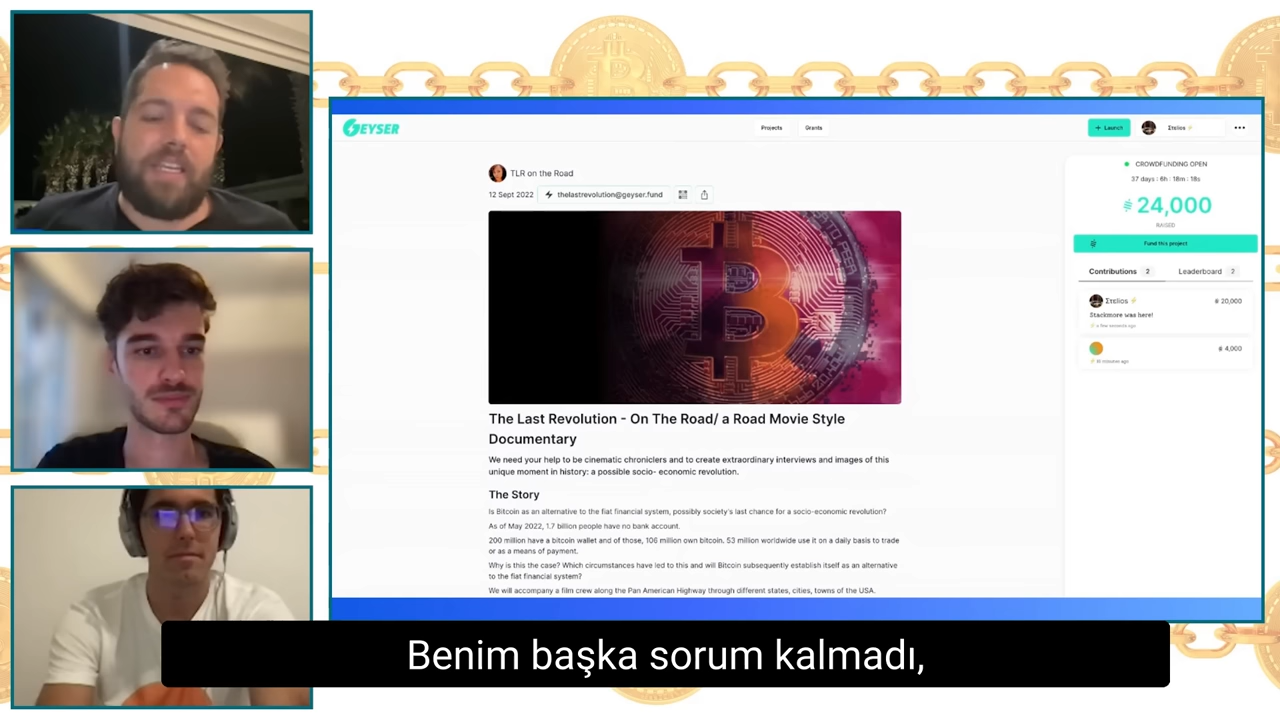 GEYSER
Projects
Grants
+ Launch
Στέlios ⚡
TLR on the Road
12 Sept 2022
thelastrevolution@geyser.fund
The Last Revolution - On The Road/ a Road Movie Style
Documentary
We need your help to be cinematic chroniclers and to create extraordinary interviews and images of this
unique moment in history: a possible socio- economic revolution.
The Story
Is Bitcoin as an alternative to the fiat financial system, possibly society's last chance for a socio-economic revolution?
As of May 2022, 1.7 billion people have no bank account.
200 million have a bitcoin wallet and of those, 106 million own bitcoin. 53 million worldwide use it on a daily basis to trade
or as a means of payment.
Why is this the case? Which circumstances have led to this and will Bitcoin subsequently establish itself as an alternative
to the fiat financial system?
We will accompany a film crew along the Pan American Highway through different states, cities, towns of the USA.
CROWDFUNDING OPEN
37 days : 6h : 18m : 18s
24,000
RAISED
Fund this project
Contributions 2
Leaderboard 2
Στέlios ⚡
20,000
Stackmore was here!
a few seconds ago
4,000
16 minutes ago
Benim başka sorum kalmadı,